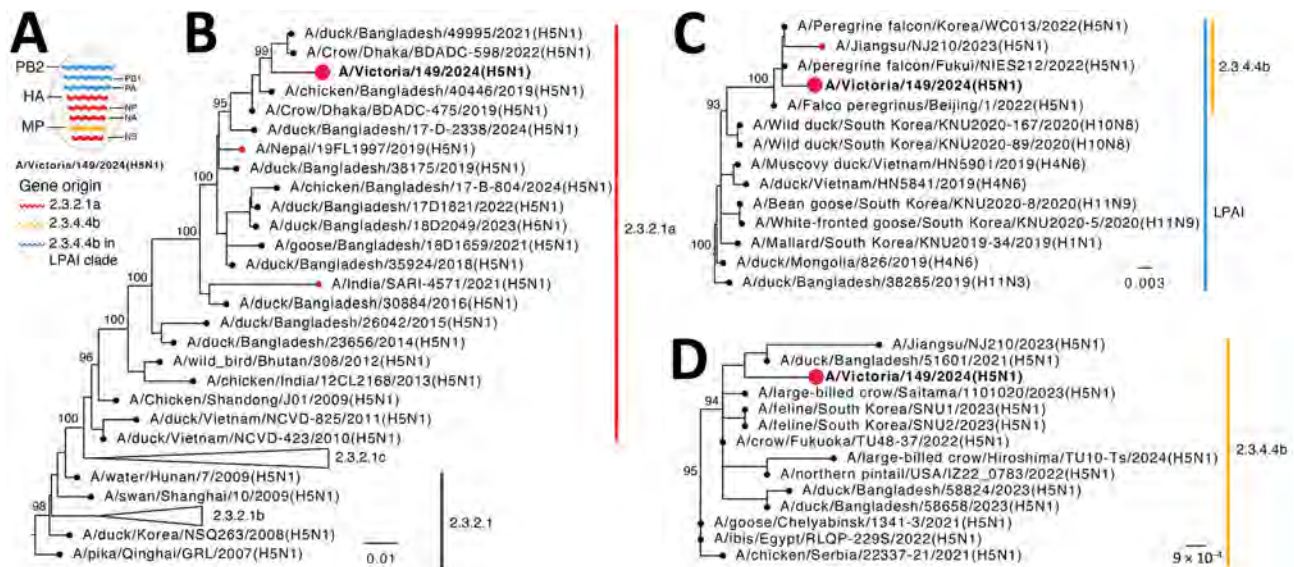 A
PB2
PB1
PA
HA
NP
NA
MP
NS
A/Victoria/149/2024(H5N1)
Gene origin
2.3.2.1a
2.3.4.4b
2.3.4.4b in
LPAI clade
B
A/duck/Bangladesh/49995/2021(H5N1)
99
A/Crow/Dhaka/BDADC-598/2022(H5N1)
A/Victoria/149/2024(H5N1)
A/chicken/Bangladesh/40446/2019(H5N1)
95
A/Crow/Dhaka/BDADC-475/2019(H5N1)
A/duck/Bangladesh/17-D-2338/2024(H5N1)
A/Nepal/19FL1997/2019(H5N1)
A/duck/Bangladesh/38175/2019(H5N1)
A/chicken/Bangladesh/17-B-804/2024(H5N1)
100
A/duck/Bangladesh/17D1821/2022(H5N1)
A/duck/Bangladesh/18D2049/2023(H5N1)
100
A/goose/Bangladesh/18D1659/2021(H5N1)
A/duck/Bangladesh/35924/2018(H5N1)
100
A/India/SARI-4571/2021(H5N1)
A/duck/Bangladesh/30884/2016(H5N1)
100
A/duck/Bangladesh/26042/2015(H5N1)
A/duck/Bangladesh/23656/2014(H5N1)
96
A/wild_bird/Bhutan/308/2012(H5N1)
A/chicken/India/12CL2168/2013(H5N1)
A/Chicken/Shandong/J01/2009(H5N1)
100
A/duck/Vietnam/NCVD-825/2011(H5N1)
A/duck/Vietnam/NCVD-423/2010(H5N1)
2.3.2.1c
A/water/Hunan/7/2009(H5N1)
A/swan/Shanghai/10/2009(H5N1)
98
2.3.2.1b
A/duck/Korea/NSQ263/2008(H5N1)
A/pika/Qinghai/GRL/2007(H5N1)
0.01
2.3.2.1a
2.3.2.1
C
A/Peregrine falcon/Korea/WC013/2022(H5N1)
A/Jiangsu/NJ210/2023(H5N1)
A/peregrine falcon/Fukui/NIES212/2022(H5N1)
100
A/Victoria/149/2024(H5N1)
93
A/Falco peregrinus/Beijing/1/2022(H5N1)
A/Wild duck/South Korea/KNU2020-167/2020(H10N8)
A/Wild duck/South Korea/KNU2020-89/2020(H10N8)
A/Muscovy duck/Vietnam/HN5901/2019(H4N6)
A/duck/Vietnam/HN5841/2019(H4N6)
A/Bean goose/South Korea/KNU2020-8/2020(H11N9)
A/White-fronted goose/South Korea/KNU2020-5/2020(H11N9)
100
A/Mallard/South Korea/KNU2019-34/2019(H1N1)
A/duck/Mongolia/826/2019(H4N6)
A/duck/Bangladesh/38285/2019(H11N3)
0.003
2.3.4.4b
LPAI
D
A/Jiangsu/NJ210/2023(H5N1)
A/duck/Bangladesh/51601/2021(H5N1)
A/Victoria/149/2024(H5N1)
94
A/large-billed crow/Saitama/1101020/2023(H5N1)
A/feline/South Korea/SNU1/2023(H5N1)
A/feline/South Korea/SNU2/2023(H5N1)
A/crow/Fukuoka/TU48-37/2022(H5N1)
A/large-billed crow/Hiroshima/TU10-Ts/2024(H5N1)
95
A/northern pintail/USA/IZ22_0783/2022(H5N1)
A/duck/Bangladesh/58824/2023(H5N1)
A/duck/Bangladesh/58658/2023(H5N1)
A/goose/Chelyabinsk/1341-3/2021(H5N1)
A/ibis/Egypt/RLQP-229S/2022(H5N1)
A/chicken/Serbia/22337-21/2021(H5N1)
2.3.4.4b